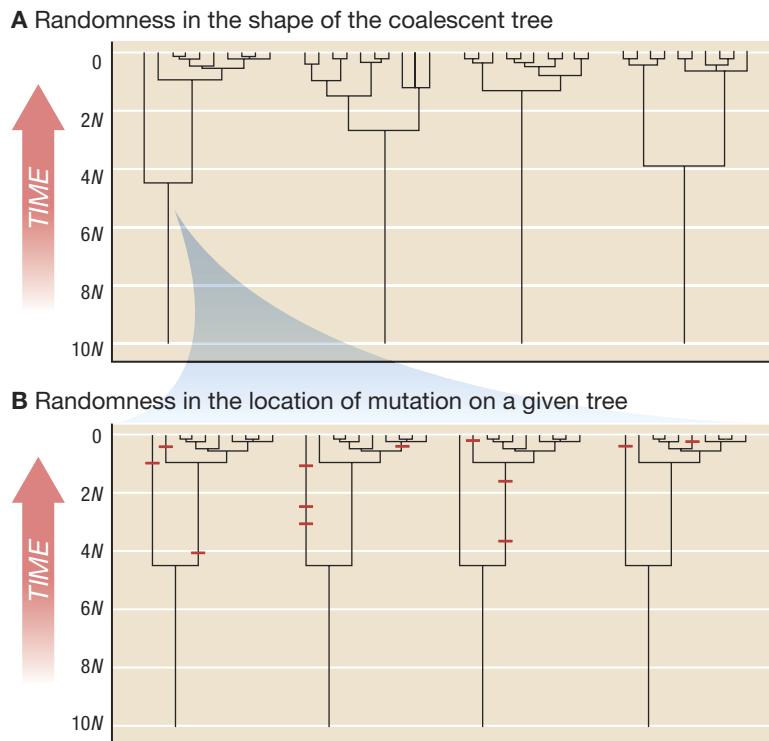 A Randomness in the shape of the coalescent tree
0
2N
4N
6N
8N
10N
TIME
B Randomness in the location of mutation on a given tree
0
2N
4N
6N
8N
10N
TIME